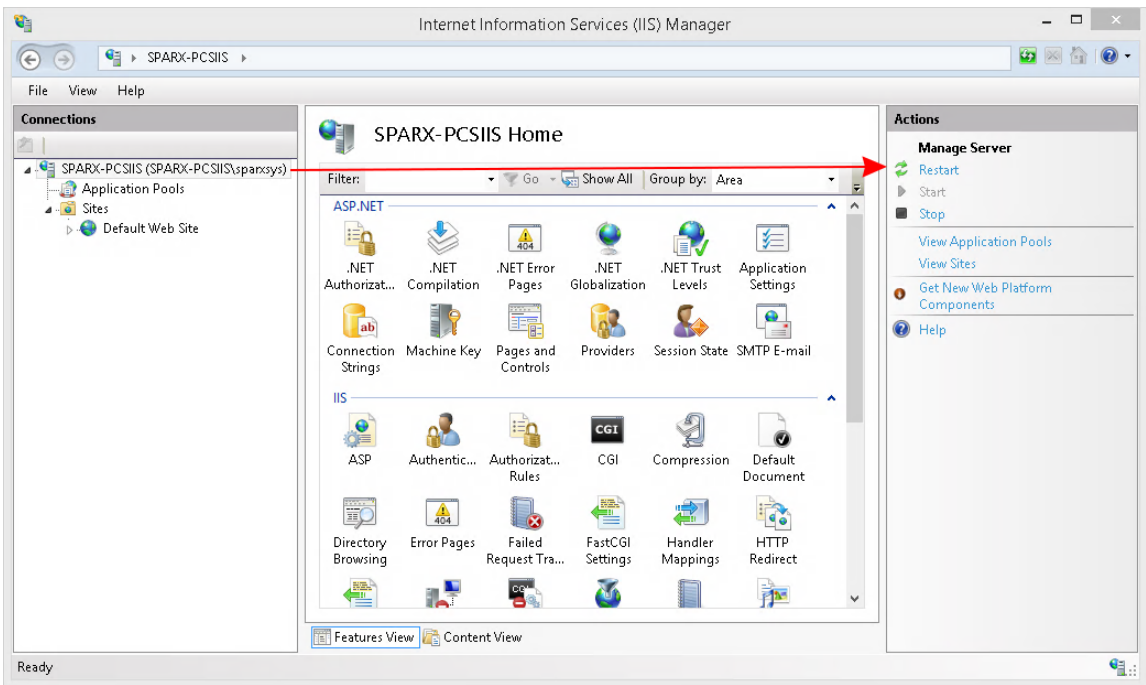 Internet Information Services (IIS) Manager
SPARX-PCSIIS
File View Help
Connections
SPARX-PCSIIS (SPARX-PCSIIS\sparxsys)
Application Pools
Sites
Default Web Site
SPARX-PCSIIS Home
Filter: Go Show All Group by: Area
ASP.NET
.NET Authorizat...
.NET Compilation
404
.NET Error Pages
.NET Globalization
.NET Trust Levels
Application Settings
ab
Connection Strings
Machine Key
Pages and Controls
Providers
Session State
SMTP E-mail
IIS
ASP
Authentic...
Authorizat... Rules
CGI
CGI
Compression
Default Document
Directory Browsing
404
Error Pages
Failed Request Tra...
FastCGI Settings
Handler Mappings
HTTP Redirect
Features View Content View
Actions
Manage Server
Restart
Start
Stop
View Application Pools
View Sites
Get New Web Platform
Components
Help
Ready